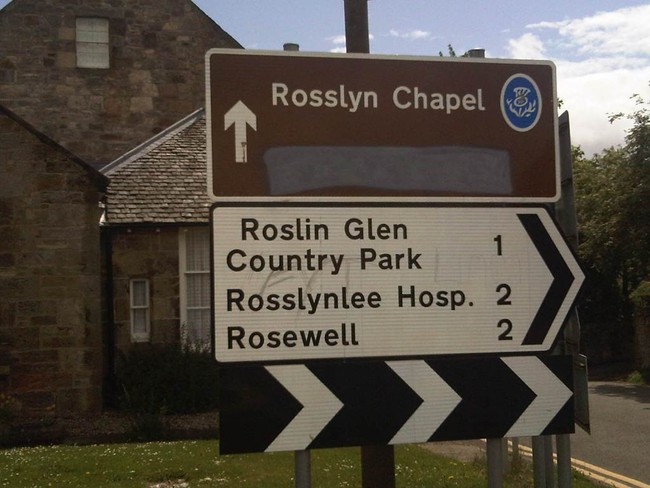 Rosslyn Chapel
Roslin Glen
Country Park 1
Rosslynlee Hosp. 2
Rosewell 2